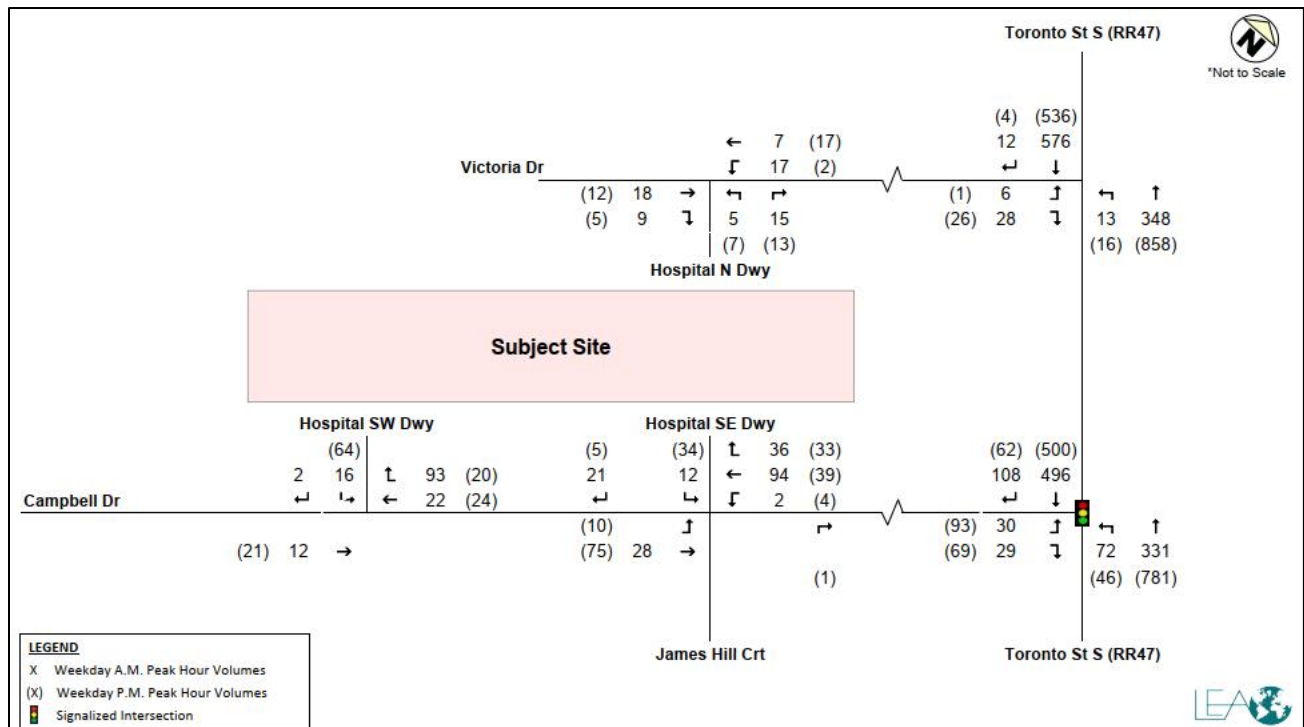 Toronto St S (RR47)
N
*Not to Scale
(4) (536)
7 (17) 12 576
Victoria Dr 17 (2)
(12) 18 (1) 6
(5) 9 5 15 (26) 28 13 348
(7) (13) (16) (858)
Hospital N Dwy
Subject Site
Hospital SW Dwy Hospital SE Dwy
(64) (5) (34) 36 (33) (62) (500)
2 16 93 (20) 21 12 94 (39) 108 496
Campbell Dr 22 (24) 2 (4)
(10) (93) 30
(21) 12 (75) 28 (69) 29 72 331
(1) (46) (781)
LEGEND
X Weekday A.M. Peak Hour Volumes
(X) Weekday P.M. Peak Hour Volumes
Signalized Intersection
James Hill Crt Toronto St S (RR47)
LEA